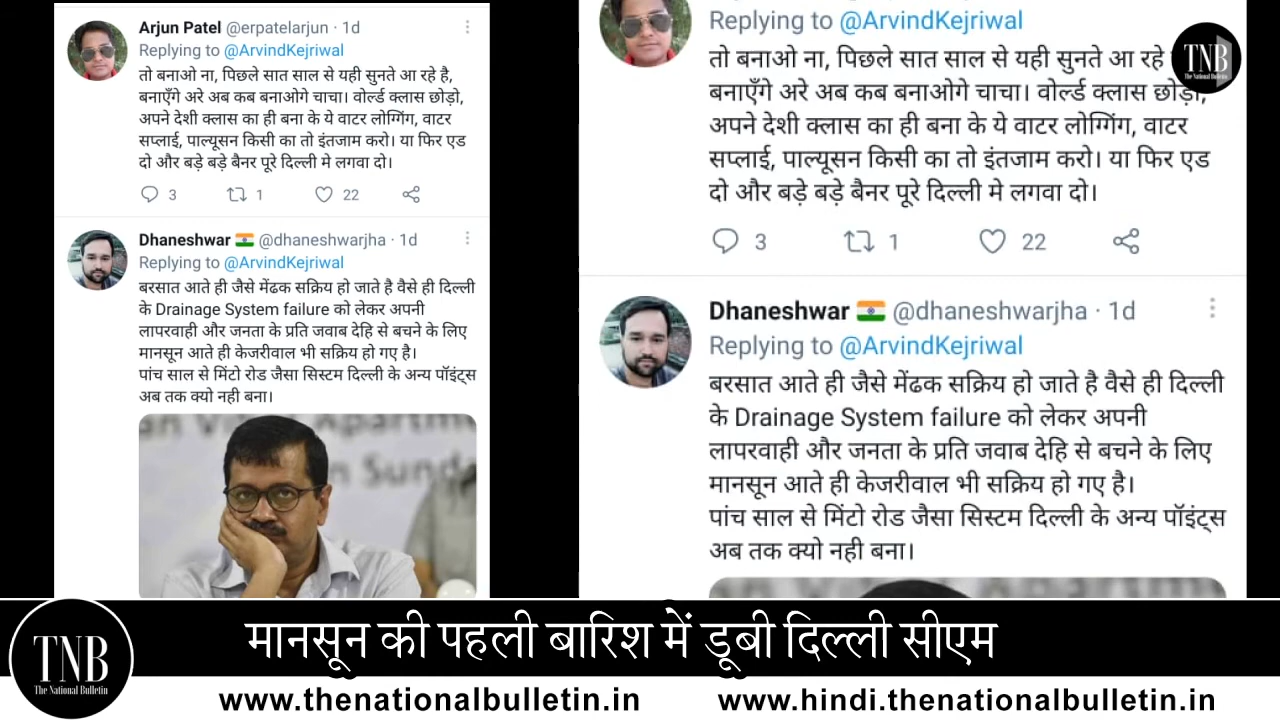 Arjun Patel @erpatelarjun · 1d
Replying to @ArvindKejriwal
तो बनाओ ना, पिछले सात साल से यही सुनते आ रहे है,
बनाएँगे अरे अब कब बनाओगे चाचा। वोर्ल्ड क्लास छोड़ो,
अपने देशी क्लास का ही बना के ये वाटर लोग्गिंग, वाटर
सप्लाई, पाल्यूसन किसी का तो इंतजाम करो। या फिर एड
दो और बड़े बड़े बैनर पूरे दिल्ली मे लगवा दो।
3 1 22
Dhaneshwar @dhaneshwarjha · 1d
Replying to @ArvindKejriwal
बरसात आते ही जैसे मेंढक सक्रिय हो जाते है वैसे ही दिल्ली
के Drainage System failure को लेकर अपनी
लापरवाही और जनता के प्रति जवाब देहि से बचने के लिए
मानसून आते ही केजरीवाल भी सक्रिय हो गए है।
पांच साल से मिंटो रोड जैसा सिस्टम दिल्ली के अन्य पॉइंट्स
अब तक क्यो नही बना।
Replying to @ArvindKejriwal
तो बनाओ ना, पिछले सात साल से यही सुनते आ रहे
बनाएँगे अरे अब कब बनाओगे चाचा। वोर्ल्ड क्लास छोड़ो,
अपने देशी क्लास का ही बना के ये वाटर लोग्गिंग, वाटर
सप्लाई, पाल्यूसन किसी का तो इंतजाम करो। या फिर एड
दो और बड़े बड़े बैनर पूरे दिल्ली मे लगवा दो।
3 1 22
Dhaneshwar @dhaneshwarjha · 1d
Replying to @ArvindKejriwal
बरसात आते ही जैसे मेंढक सक्रिय हो जाते है वैसे ही दिल्ली
के Drainage System failure को लेकर अपनी
लापरवाही और जनता के प्रति जवाब देहि से बचने के लिए
मानसून आते ही केजरीवाल भी सक्रिय हो गए है।
पांच साल से मिंटो रोड जैसा सिस्टम दिल्ली के अन्य पॉइंट्स
अब तक क्यो नही बना।
TNB
The National Bulletin
TNB
The National Bulletin
मानसून की पहली बारिश में डूबी दिल्ली सीएम
www.thenationalbulletin.in www.hindi.thenationalbulletin.in